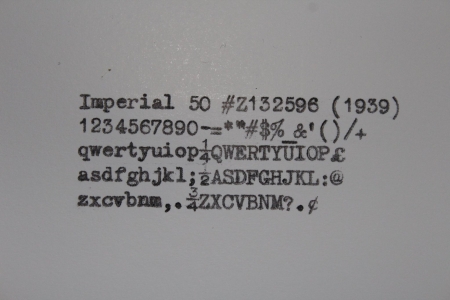 Imperial 50 #Z132596 (1939)
1234567890-=*"#$%_&'()/+
qwertyuiop¼QWERTYUIOP£
asdfghjkl;½ASDFGHJKL:@
zxcvbnm,.¾ZXCVBNM?.¢